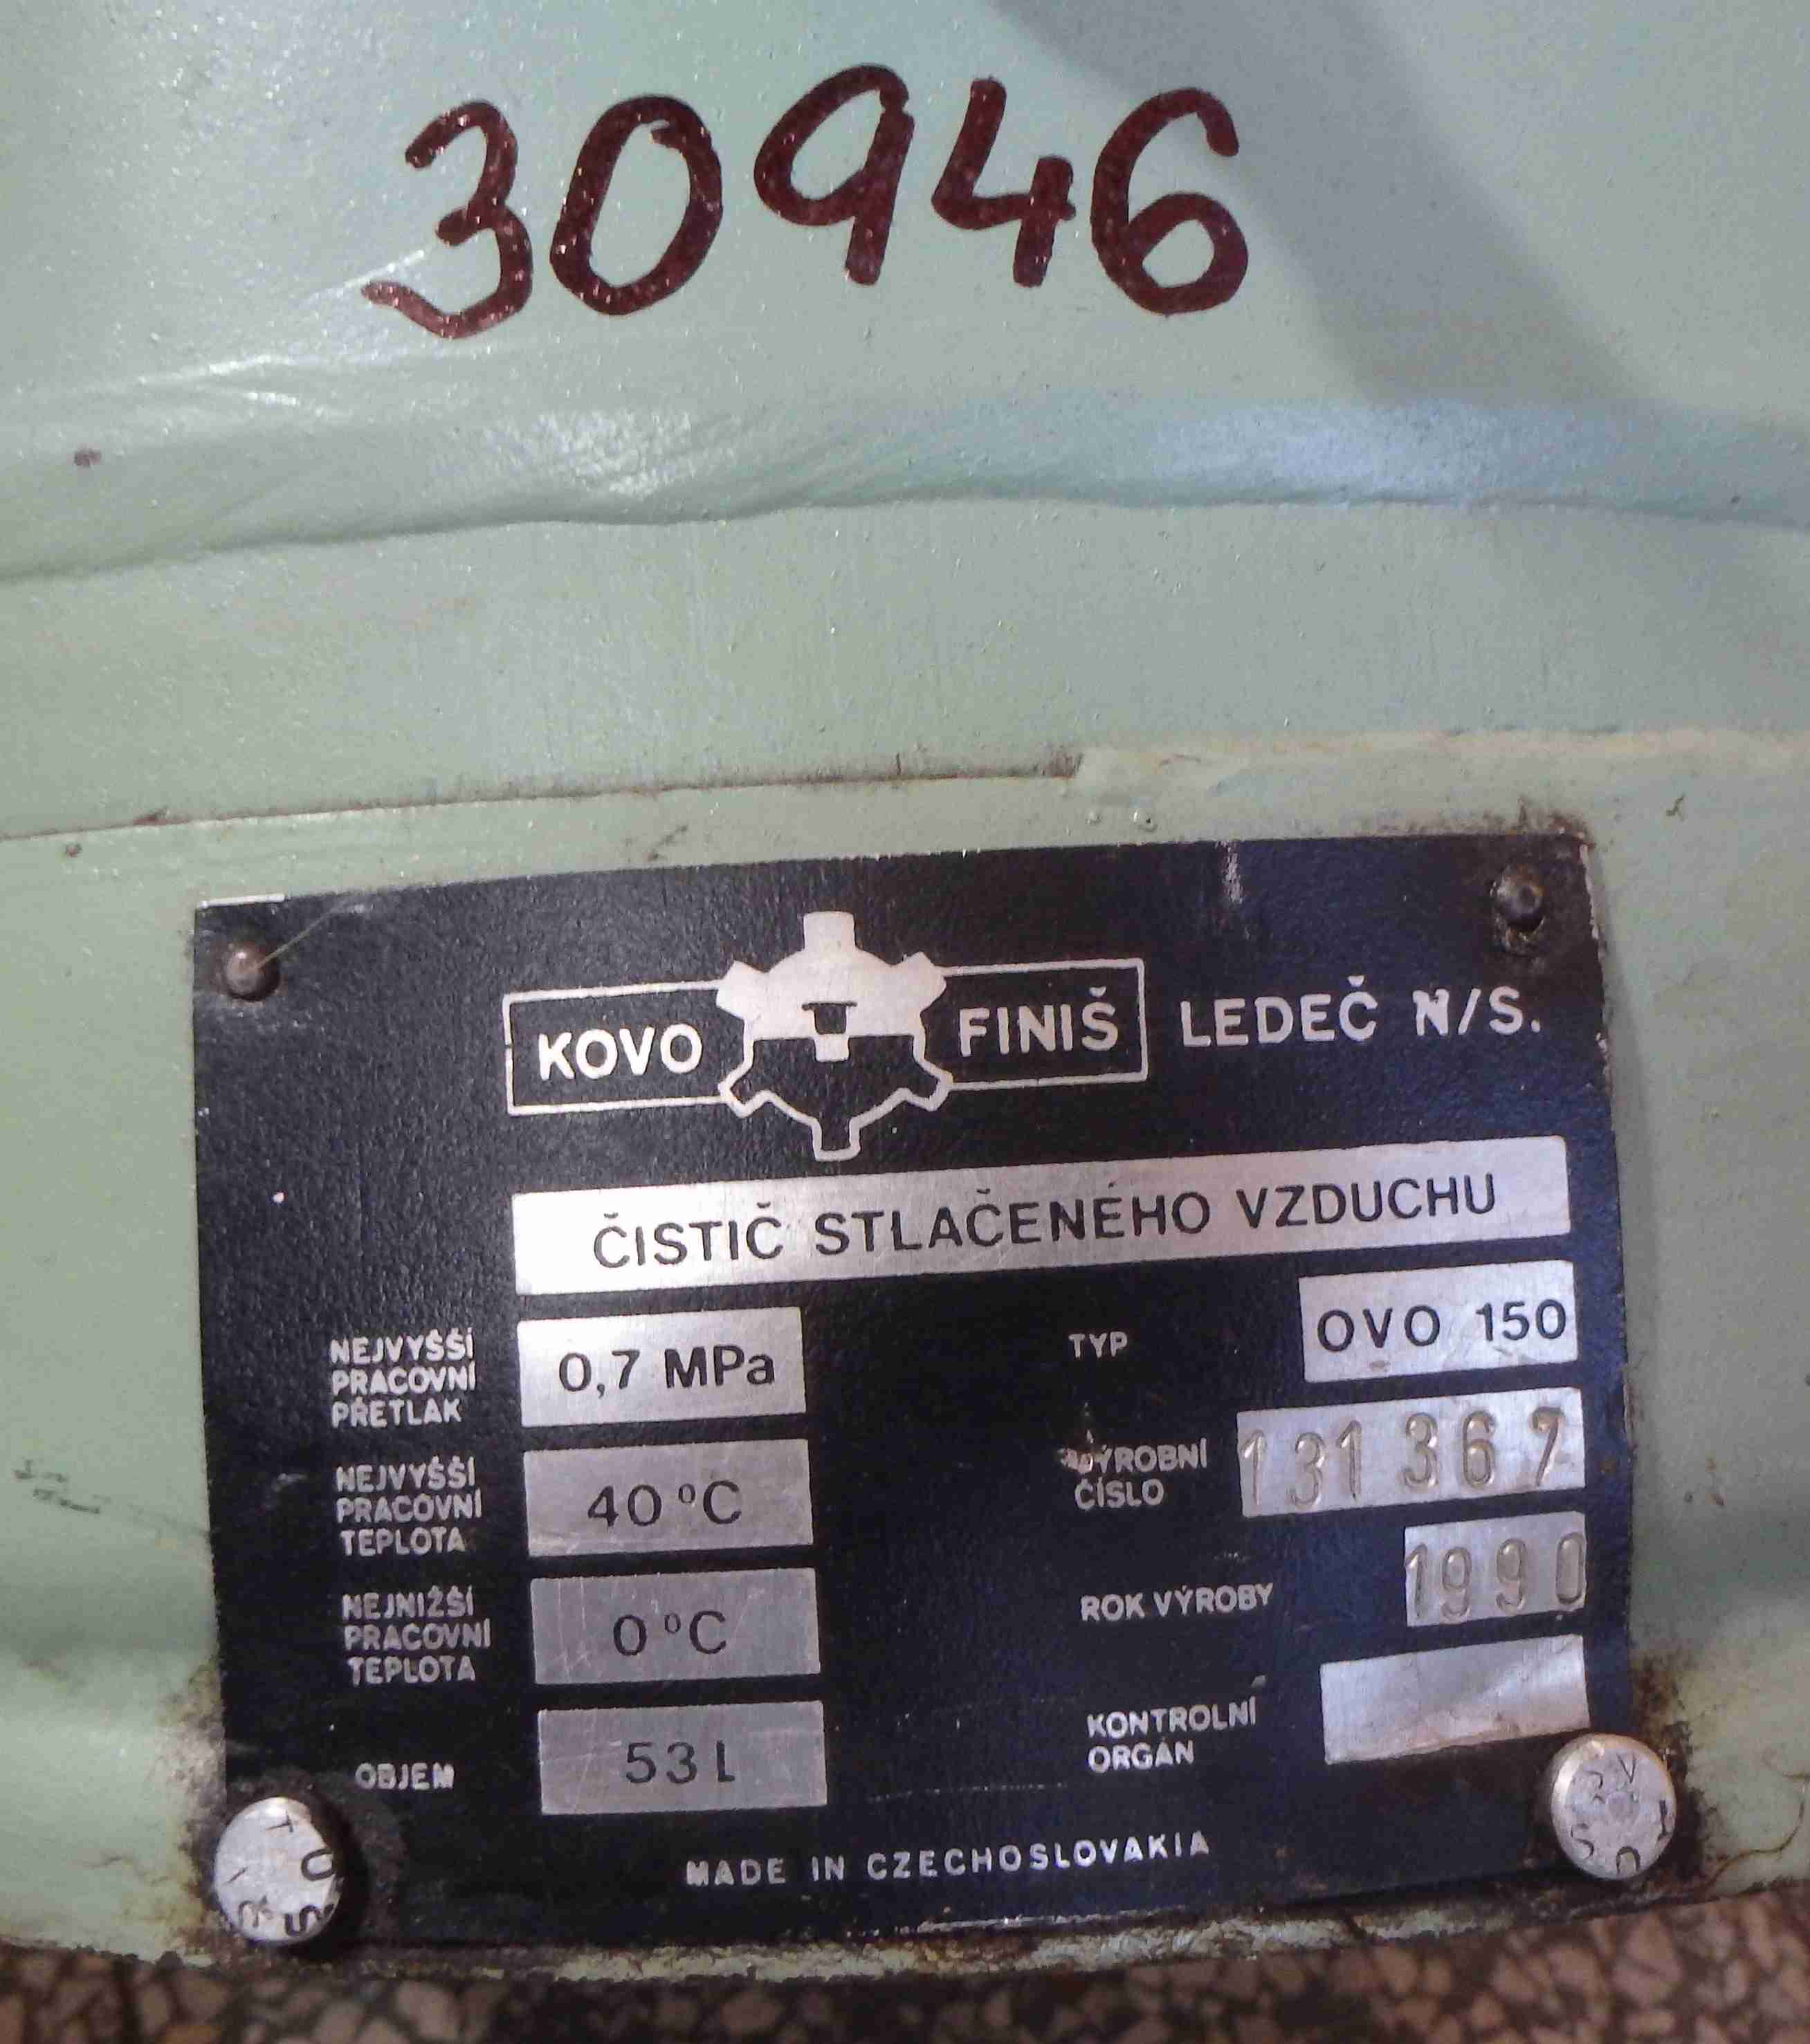 30946
KOVO FINIŠ LEDEČ N/S.
ČISTIČ STLAČENÉHO VZDUCHU
NEJVYŠŠÍ
PRACOVNÍ
PŘETLAK
0,7 MPa
TYP
OVO 150
NEJVYŠŠÍ
PRACOVNÍ
TEPLOTA
40 °C
VÝROBNÍ
ČÍSLO
131367
NEJNIŽŠÍ
PRACOVNÍ
TEPLOTA
0 °C
ROK VÝROBY
1990
OBJEM
53 L
KONTROLNÍ
ORGÁN
MADE IN CZECHOSLOVAKIA